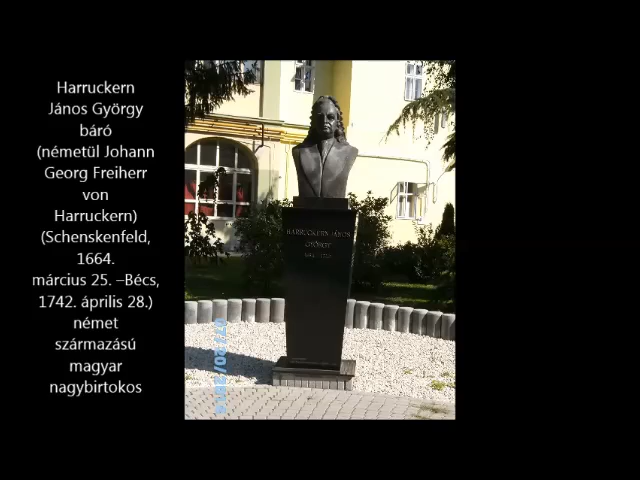 Harruckern
János György
báró
(németül Johann
Georg Freiherr
von
Harruckern)
(Schenskenfeld,
1664.
március 25. –Bécs,
1742. április 28.)
német
származású
magyar
nagybirtokos
HARRUCKERN JÁNOS
GYÖRGY